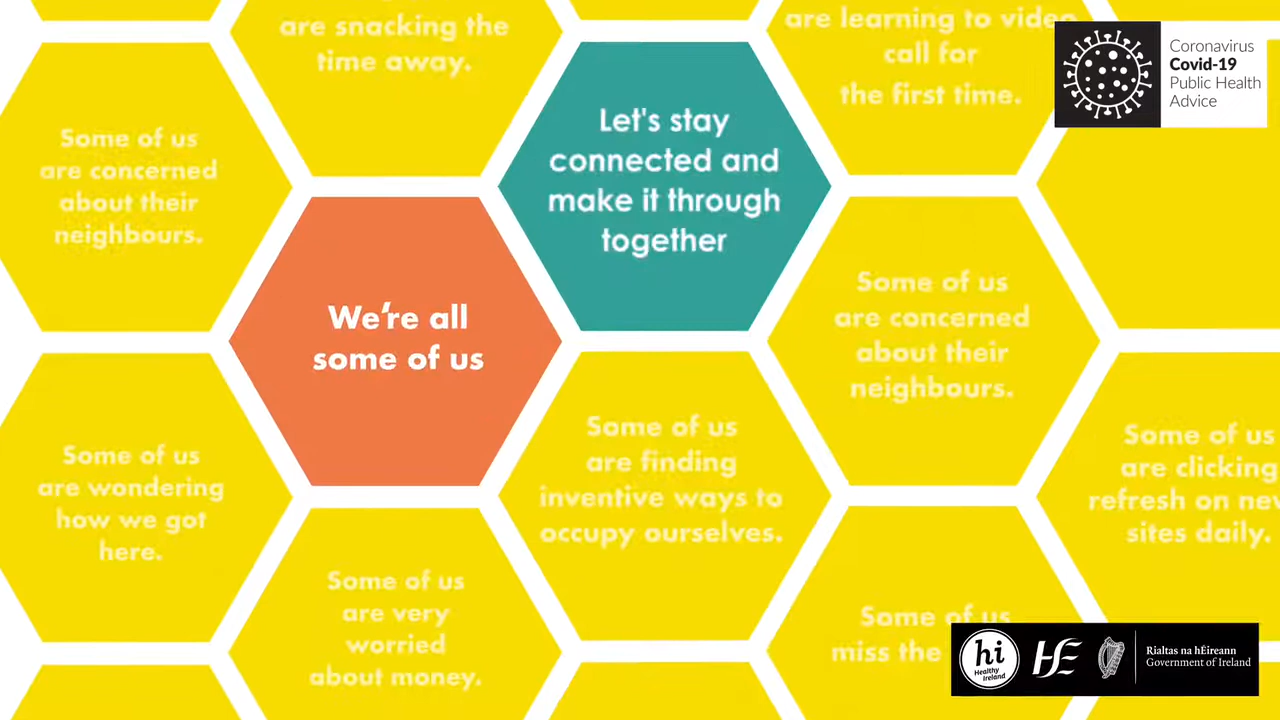 are snacking the
time away.
are learning to video
call for
the first time.
Coronavirus
Covid-19
Public Health
Advice
Let's stay
connected and
make it through
together
Some of us
are concerned
about their
neighbours.
We're all
some of us
Some of us
are concerned
about their
neighbours.
Some of us
are wondering
how we got
here.
Some of us
are finding
inventive ways to
occupy ourselves.
Some of us
are clicking
refresh on new
sites daily.
Some of us
are very
worried
about money.
Some of us
miss the
hi
Healthy
Ireland
HE
Rialtas na hÉireann
Government of Ireland